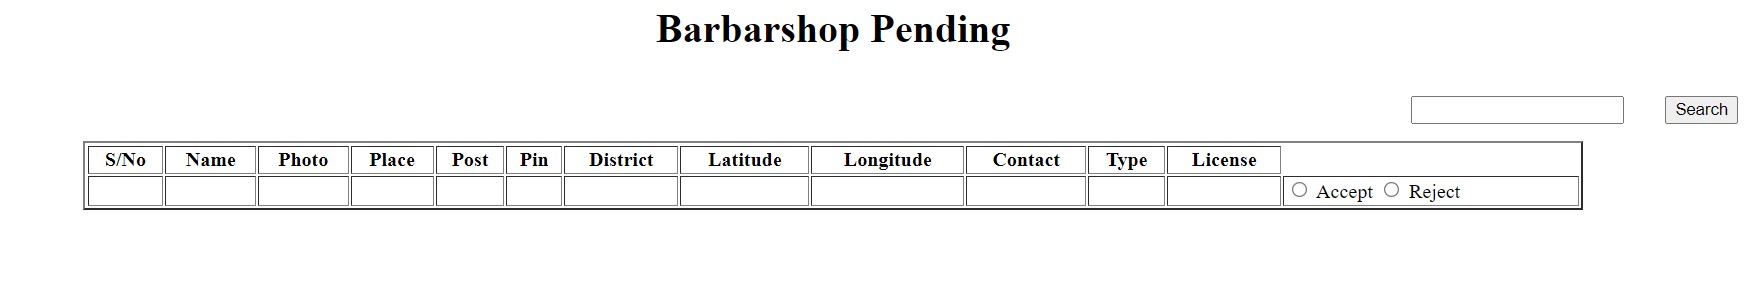 Barbarshop Pending
Search
S/No Name Photo Place Post Pin District Latitude Longitude Contact Type License
Accept Reject